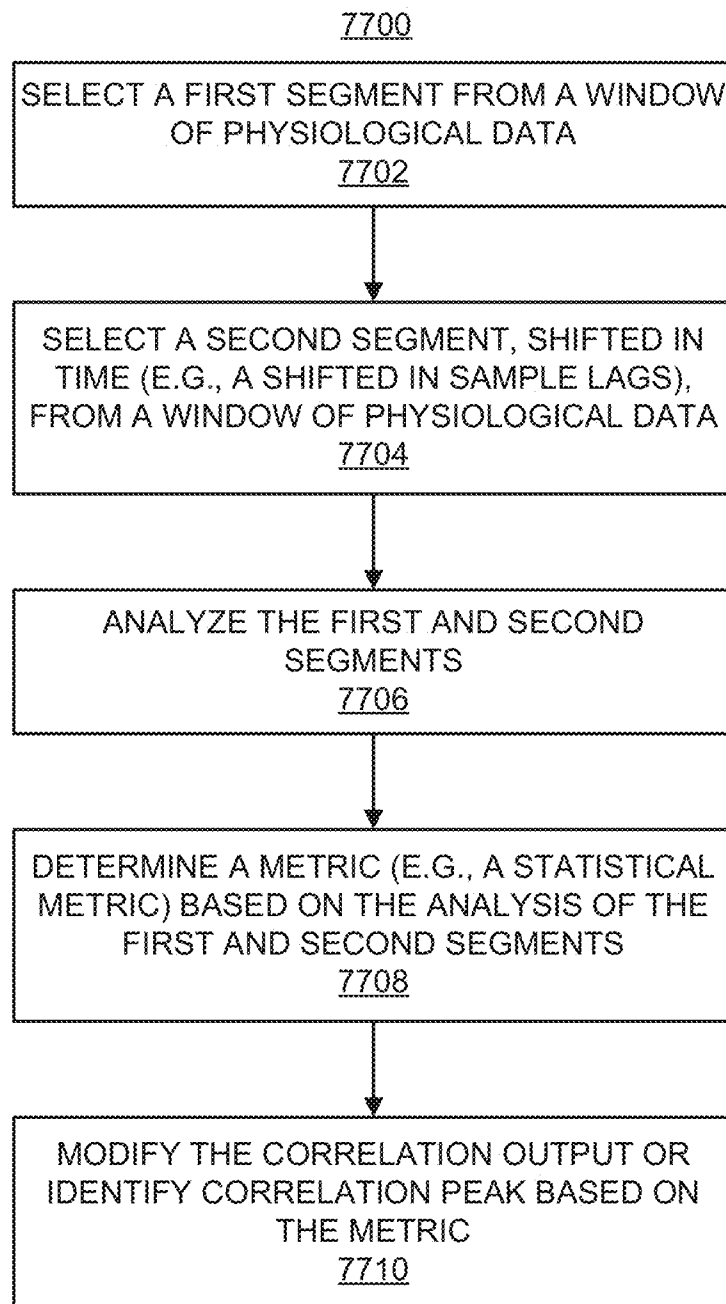 7700
SELECT A FIRST SEGMENT FROM A WINDOW
OF PHYSIOLOGICAL DATA
7702
SELECT A SECOND SEGMENT, SHIFTED IN
TIME (E.G., A SHIFTED IN SAMPLE LAGS),
FROM A WINDOW OF PHYSIOLOGICAL DATA
7704
ANALYZE THE FIRST AND SECOND
SEGMENTS
7706
DETERMINE A METRIC (E.G., A STATISTICAL
METRIC) BASED ON THE ANALYSIS OF THE
FIRST AND SECOND SEGMENTS
7708
MODIFY THE CORRELATION OUTPUT OR
IDENTIFY CORRELATION PEAK BASED ON
THE METRIC
7710